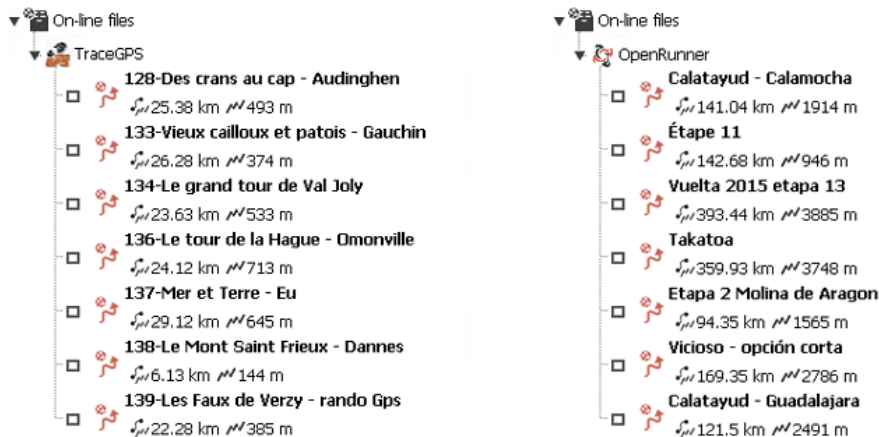 On-line files
TraceGPS
128-Des crans au cap - Audinghen
25.38 km 493 m
133-Vieux cailloux et patois - Gauchin
26.28 km 374 m
134-Le grand tour de Val Joly
23.63 km 533 m
136-Le tour de la Hague - Omonville
24.12 km 713 m
137-Mer et Terre - Eu
29.12 km 645 m
138-Le Mont Saint Frieux - Dannes
6.13 km 144 m
139-Les Faux de Verzy - rando Gps
22.28 km 385 m
On-line files
OpenRunner
Calatayud - Calamocha
141.04 km 1914 m
Étape 11
142.68 km 946 m
Vuelta 2015 etapa 13
393.44 km 3885 m
Takatoa
359.93 km 3748 m
Etapa 2 Molina de Aragon
94.35 km 1565 m
Vicioso - opción corta
169.35 km 2786 m
Calatayud - Guadalajara
121.5 km 2491 m